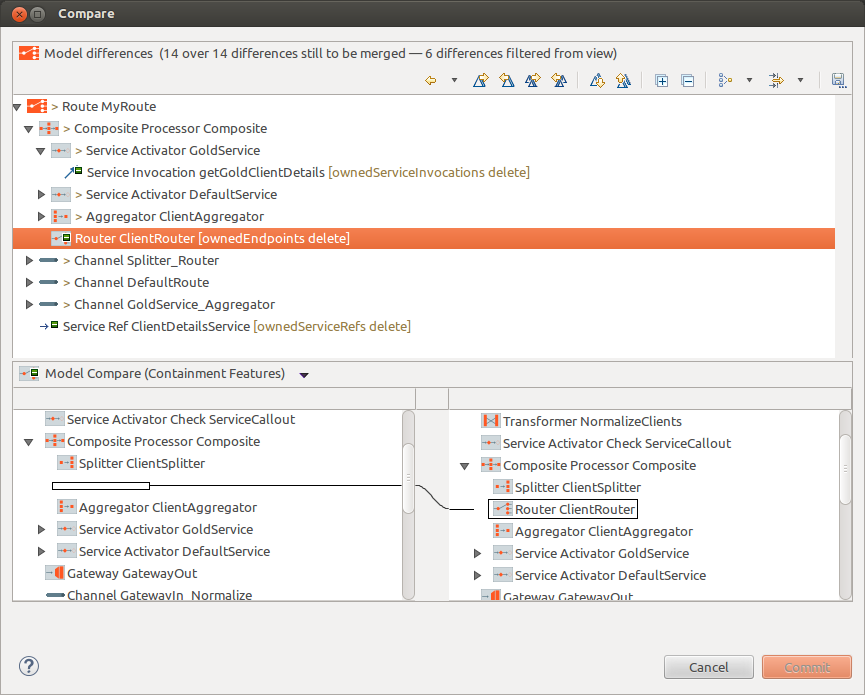 Compare
Model differences (14 over 14 differences still to be merged — 6 differences filtered from view)
> Route MyRoute
> Composite Processor Composite
> Service Activator GoldService
Service Invocation getGoldClientDetails [ownedServiceInvocations delete]
> Service Activator DefaultService
> Aggregator ClientAggregator
Router ClientRouter [ownedEndpoints delete]
> Channel Splitter_Router
> Channel DefaultRoute
> Channel GoldService_Aggregator
Service Ref ClientDetailsService [ownedServiceRefs delete]
Model Compare (Containment Features)
Service Activator Check ServiceCallout
Composite Processor Composite
Splitter ClientSplitter
Aggregator ClientAggregator
Service Activator GoldService
Service Activator DefaultService
Gateway GatewayOut
Channel GatewayIn_Normalize
Transformer NormalizeClients
Service Activator Check ServiceCallout
Composite Processor Composite
Splitter ClientSplitter
Router ClientRouter
Aggregator ClientAggregator
Service Activator GoldService
Service Activator DefaultService
Gateway GatewayOut
?
Cancel
Commit